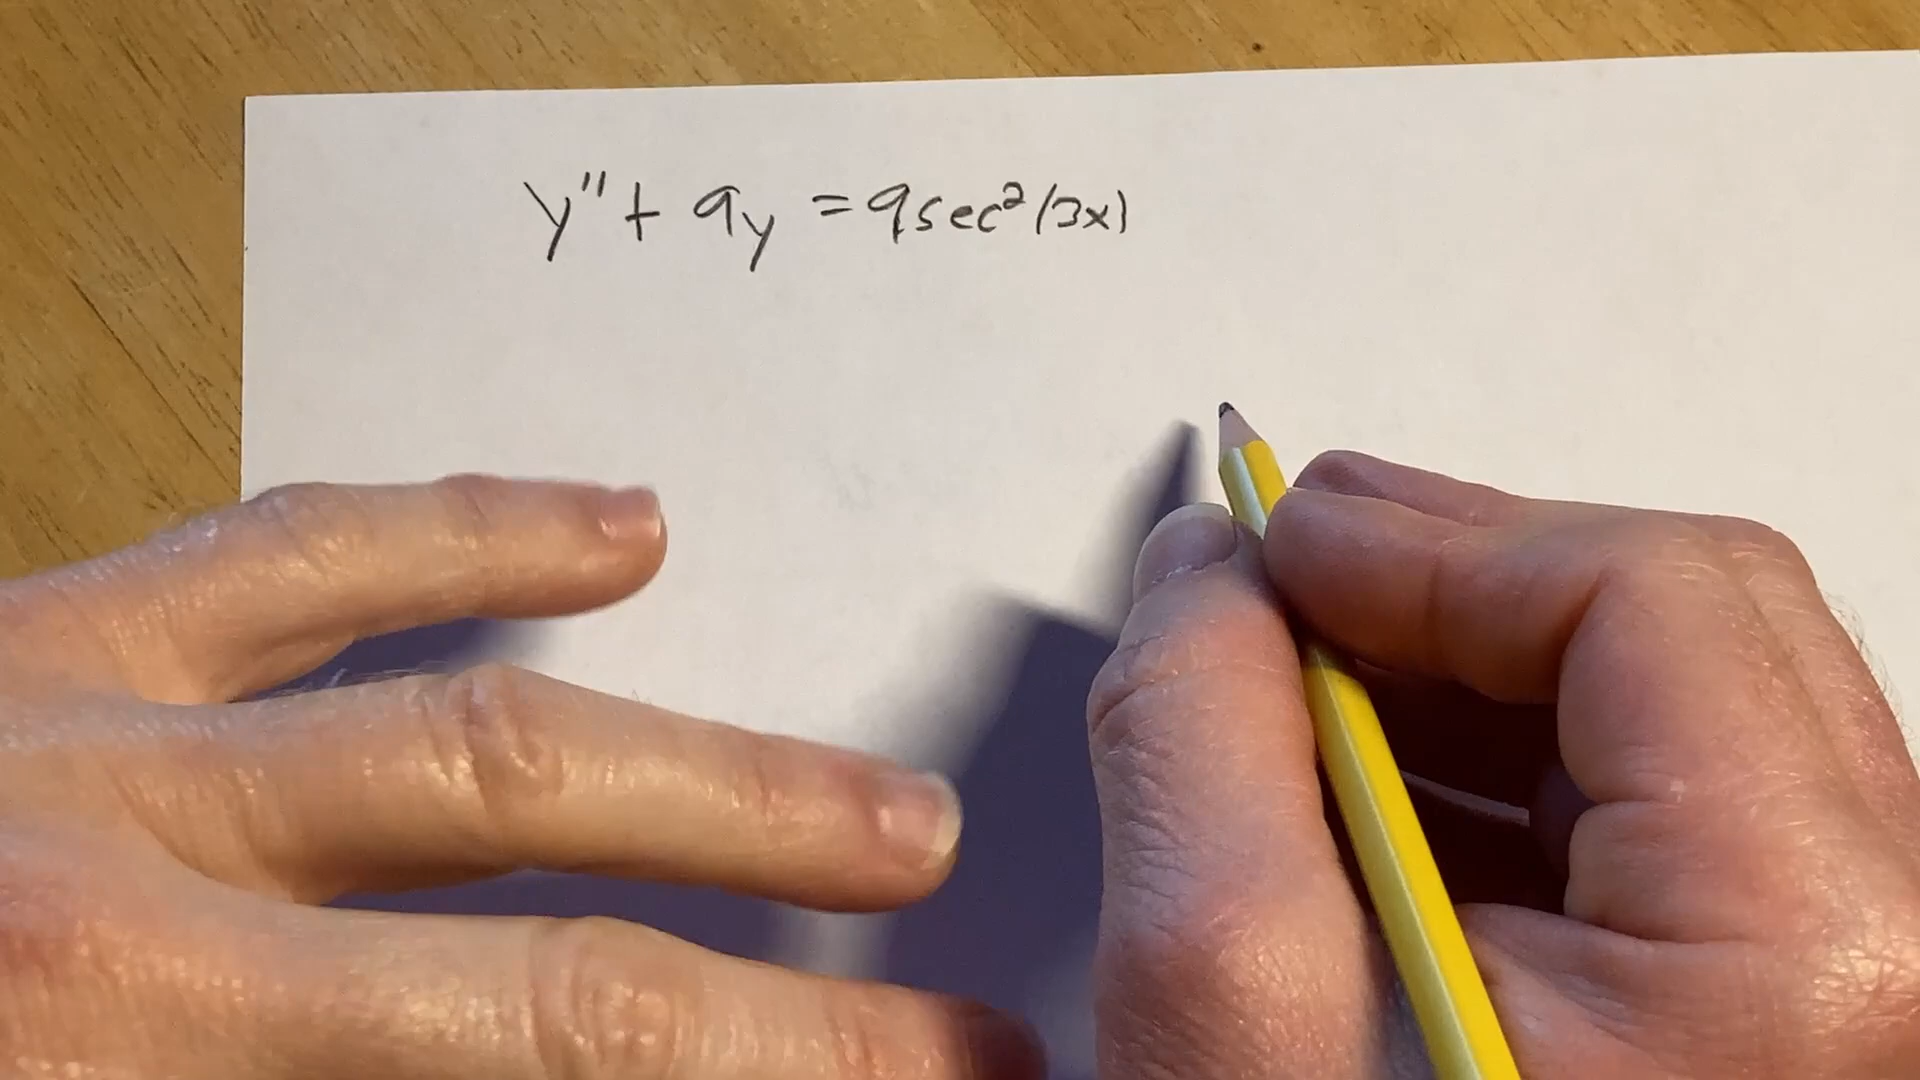 y'' + 9y = 9sec²(3x)